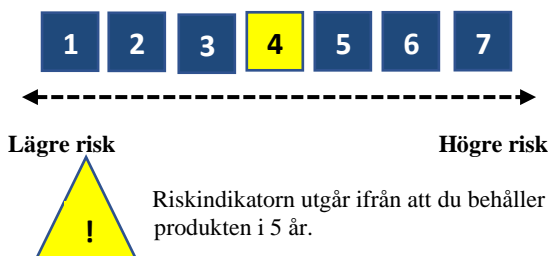 1 2 3 4 5 6 7
Lägre risk Högre risk
! Riskindikatorn utgår ifrån att du behåller
produkten i 5 år.